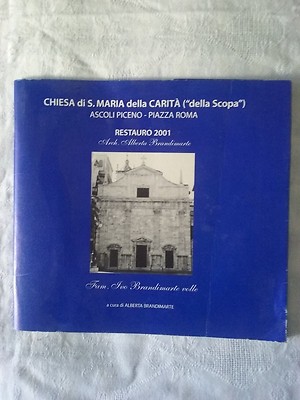 CHIESA di S. MARIA della CARITÀ ("della Scopa")
ASCOLI PICENO - PIAZZA ROMA
RESTAURO 2001
Arch. Alberta Brandimarte
Fam. Ivo Brandimarte volle
a cura di ALBERTA BRANDIMARTE